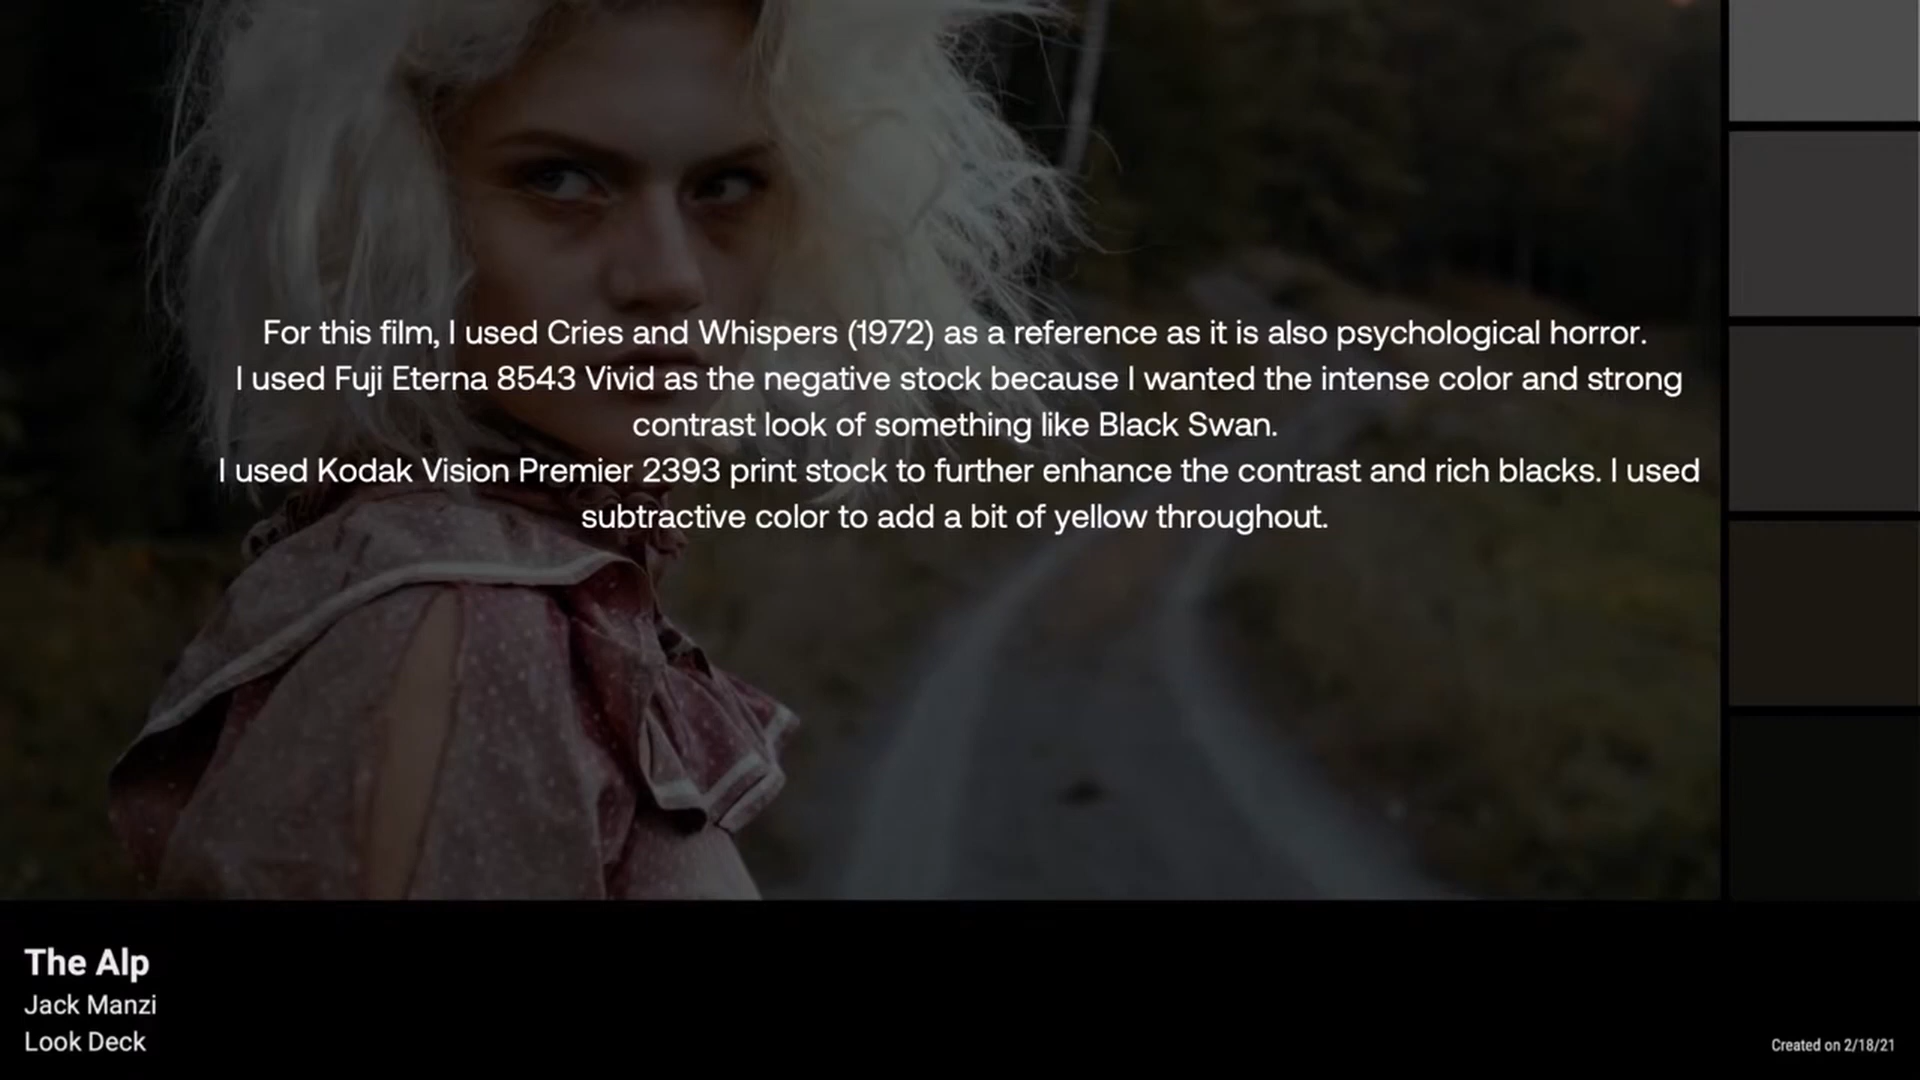 For this film, I used Cries and Whispers (1972) as a reference as it is also psychological horror.
I used Fuji Eterna 8543 Vivid as the negative stock because I wanted the intense color and strong
contrast look of something like Black Swan.
I used Kodak Vision Premier 2393 print stock to further enhance the contrast and rich blacks. I used
subtractive color to add a bit of yellow throughout.
The Alp
Jack Manzi
Look Deck
Created on 2/18/21